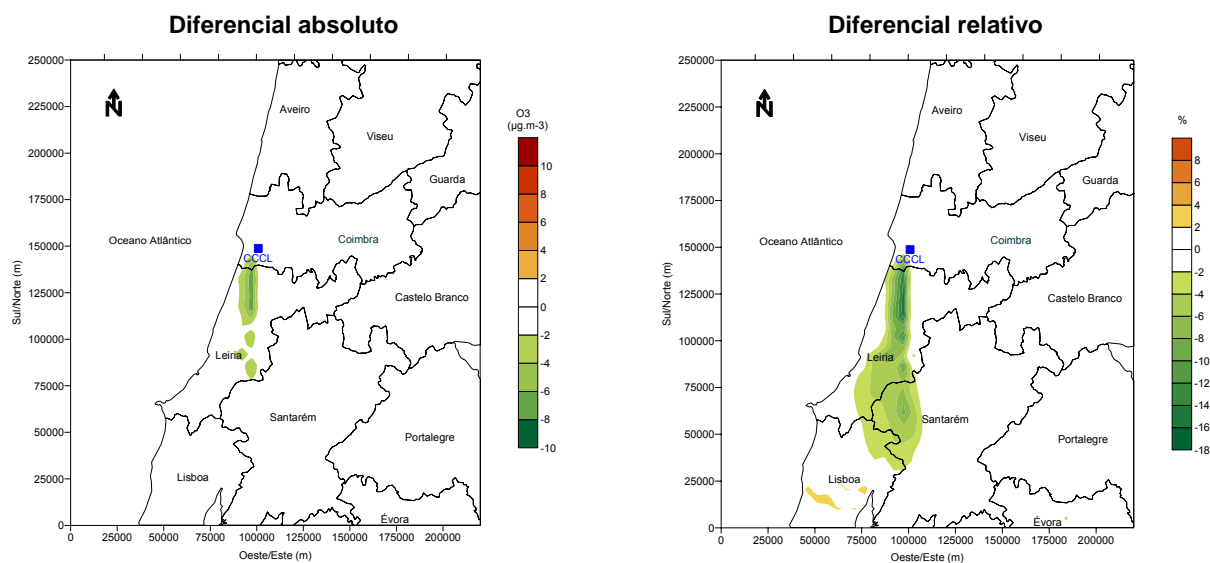 Diferencial absoluto
250000
225000
200000
175000
150000
125000
100000
75000
50000
25000
0
0
25000
50000
75000
100000
125000
150000
175000
200000
Sul/Norte (m)
Oeste/Este (m)
N
Aveiro
Viseu
Guarda
Oceano Atlântico
Coimbra
CCCL
Castelo Branco
Leiria
Santarém
Portalegre
Lisboa
Évora
O3
(µg.m-3)
10
8
6
4
2
0
-2
-4
-6
-8
-10
Diferencial relativo
250000
225000
200000
175000
150000
125000
100000
75000
50000
25000
0
0
25000
50000
75000
100000
125000
150000
175000
200000
Sul/Norte (m)
Oeste/Este (m)
N
Aveiro
Viseu
Guarda
Oceano Atlântico
Coimbra
CCCL
Castelo Branco
Leiria
Santarém
Portalegre
Lisboa
Évora
%
8
6
4
2
0
-2
-4
-6
-8
-10
-12
-14
-16
-18